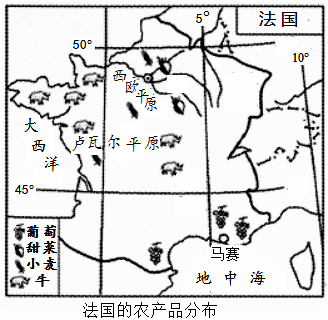 法国
5°
50°
10°
西欧平原
大西洋
卢瓦尔平原
45°
葡萄
甜菜
小麦
牛
马赛
地中海
法国的农产品分布